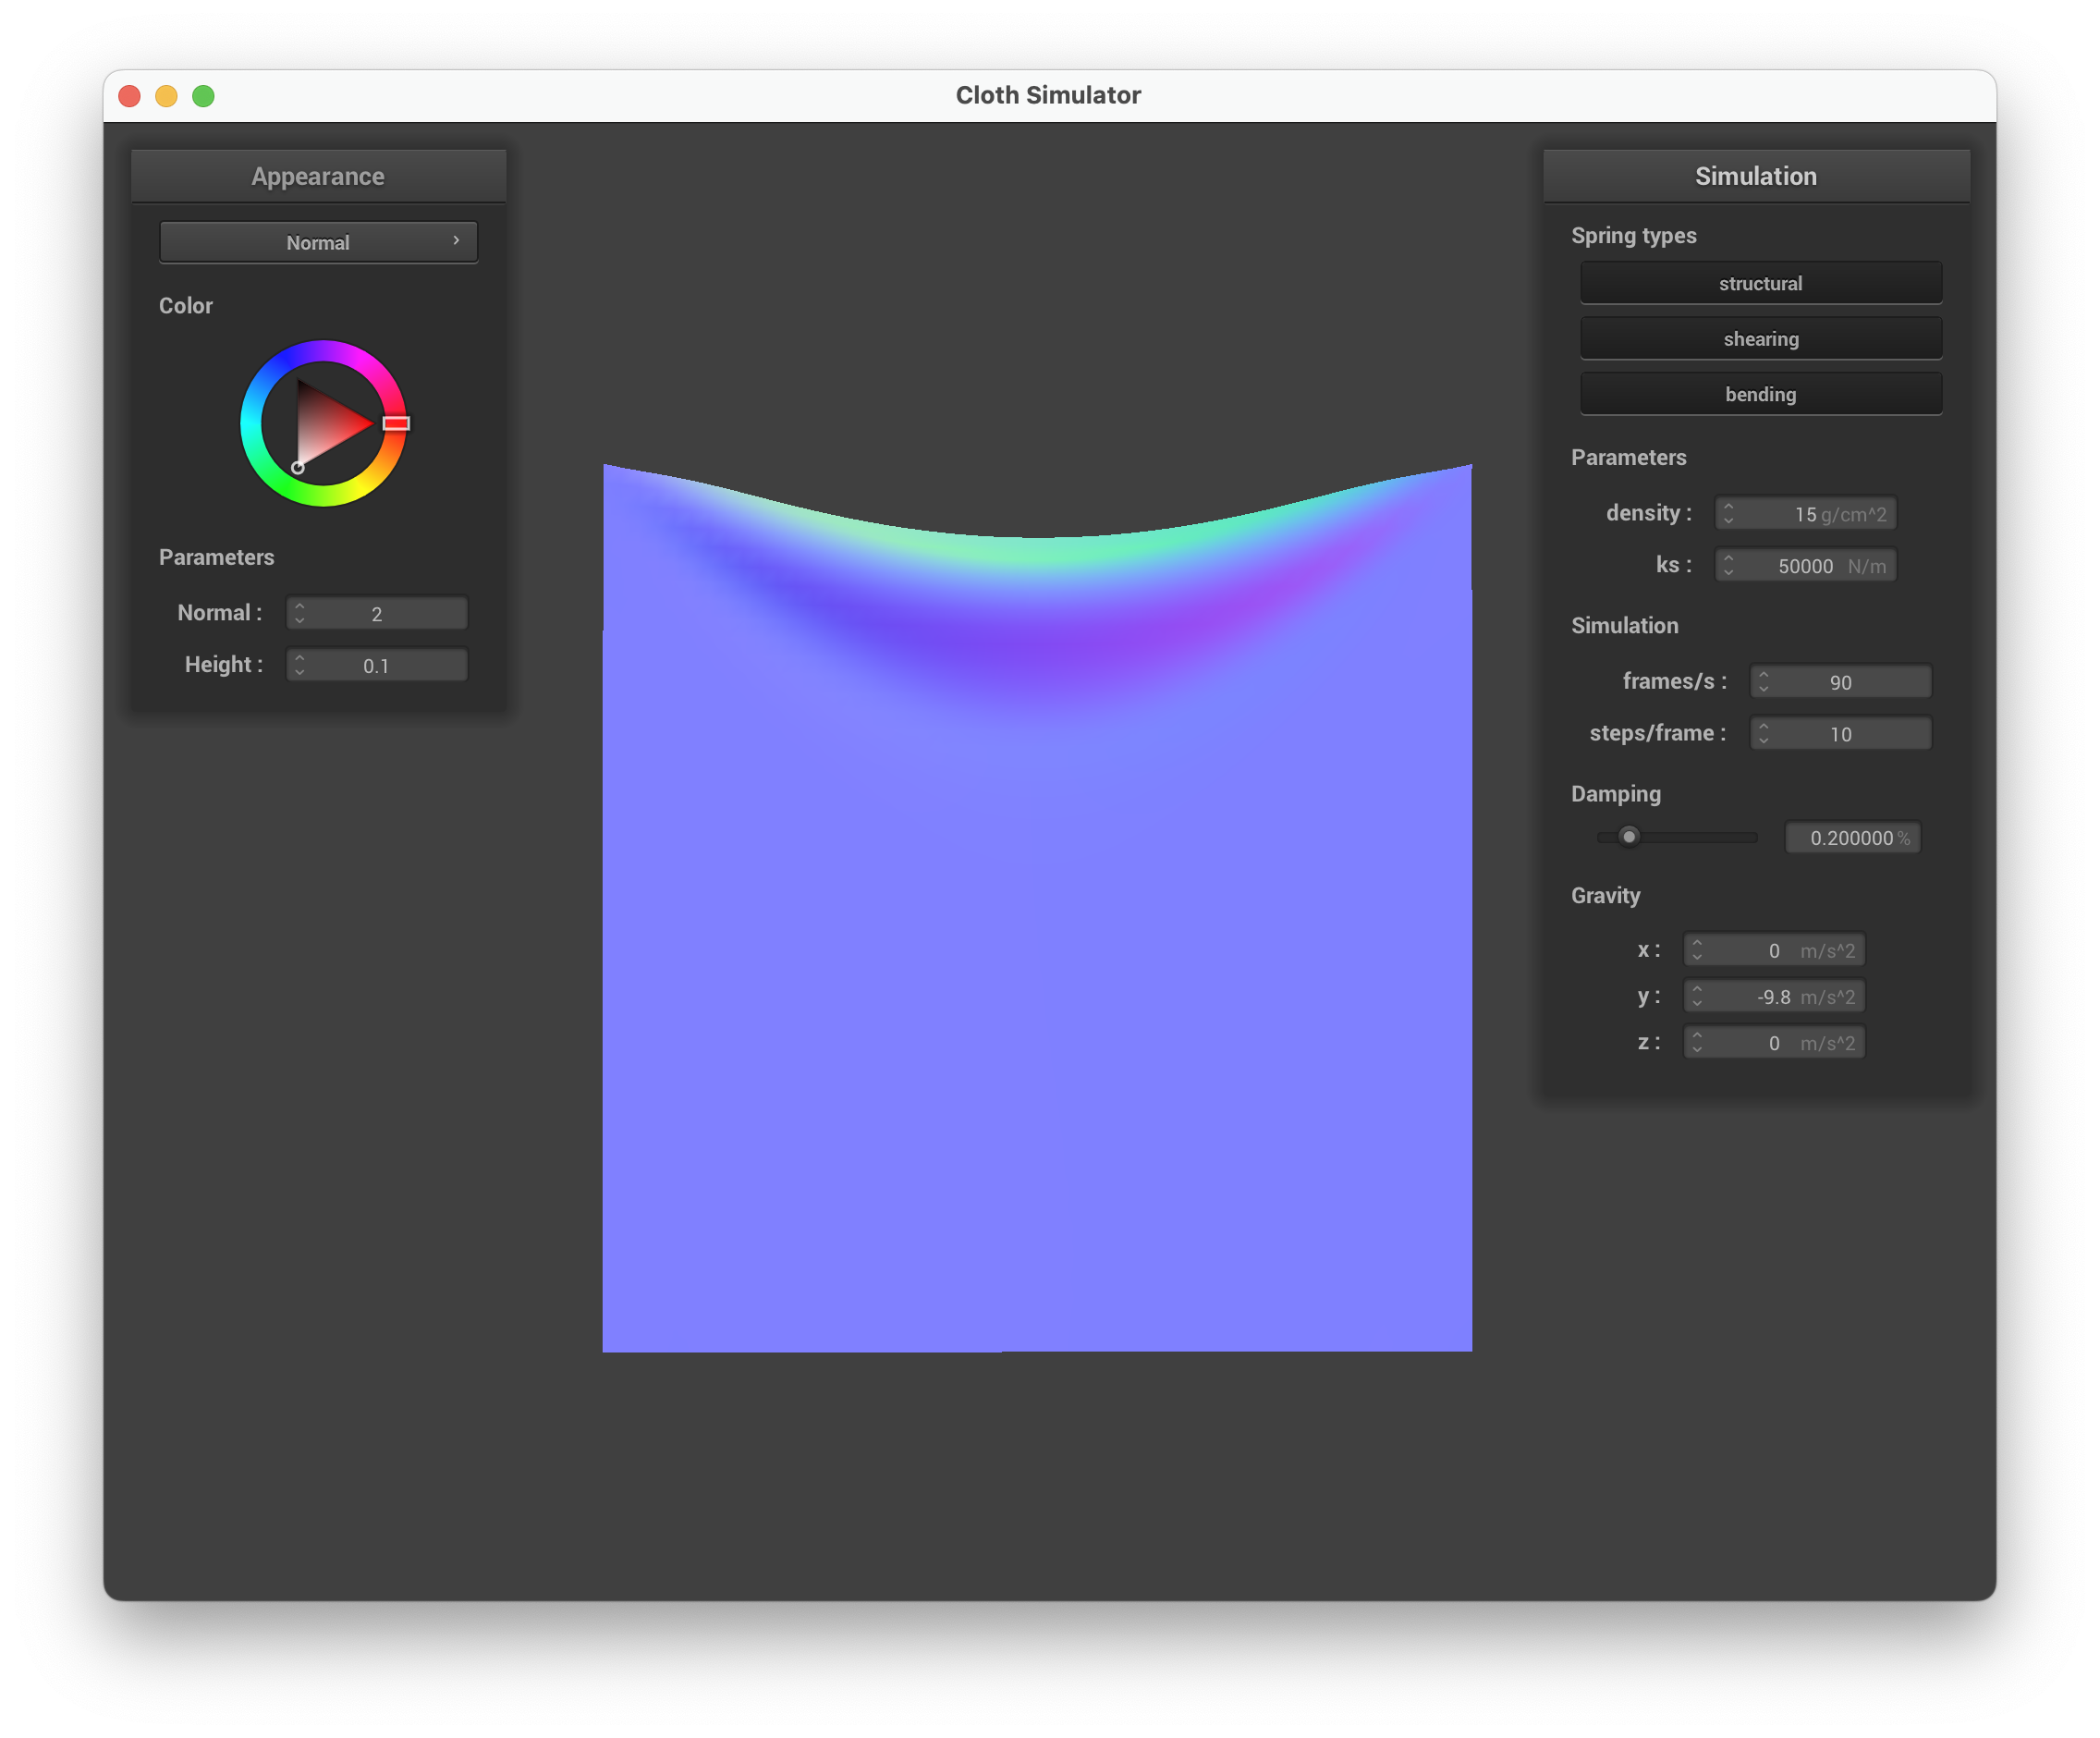 Cloth Simulator
Appearance
Normal
Color
Parameters
Normal : 2
Height : 0.1
Simulation
Spring types
structural
shearing
bending
Parameters
density : 15 g/cm^2
ks : 50000 N/m
Simulation
frames/s : 90
steps/frame : 10
Damping
0.200000 %
Gravity
x : 0 m/s^2
y : -9.8 m/s^2
z : 0 m/s^2